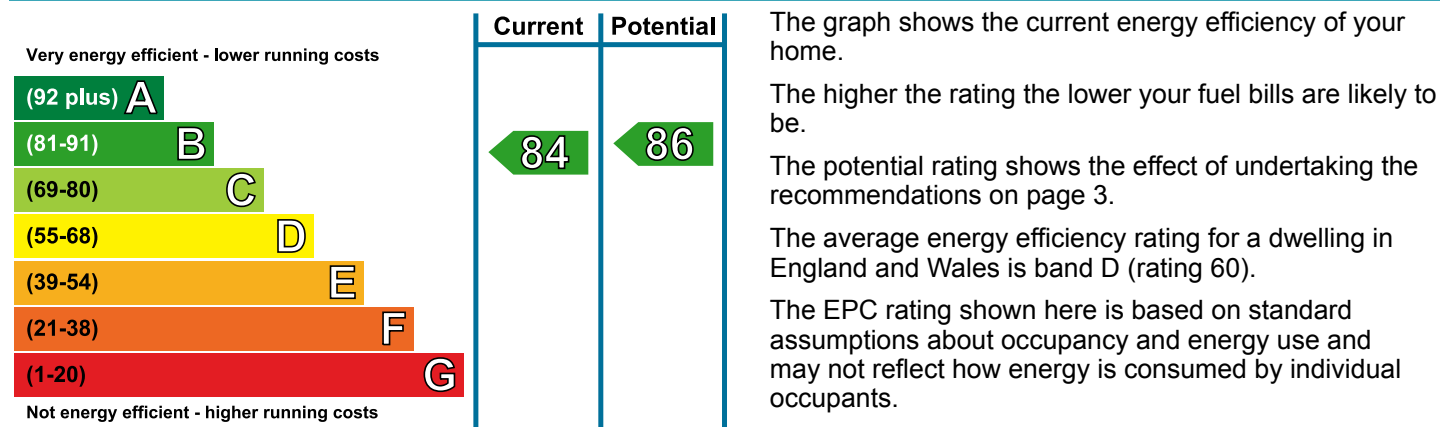 Current Potential
Very energy efficient - lower running costs
(92 plus) A
(81-91) B
84 86
(69-80) C
(55-68) D
(39-54) E
(21-38) F
(1-20) G
Not energy efficient - higher running costs
The graph shows the current energy efficiency of your
home.
The higher the rating the lower your fuel bills are likely to
be.
The potential rating shows the effect of undertaking the
recommendations on page 3.
The average energy efficiency rating for a dwelling in
England and Wales is band D (rating 60).
The EPC rating shown here is based on standard
assumptions about occupancy and energy use and
may not reflect how energy is consumed by individual
occupants.